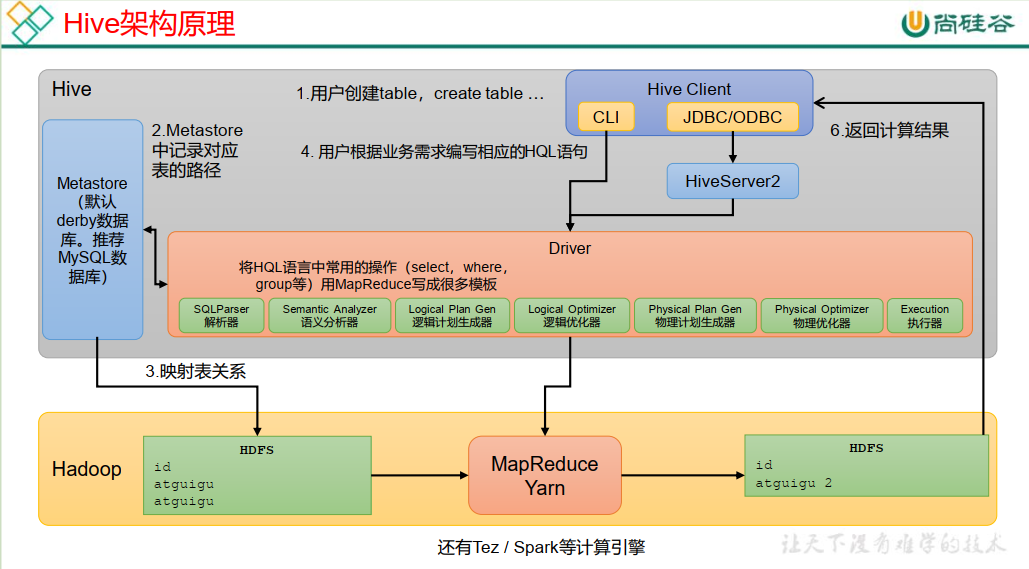 Hive架构原理
尚硅谷
Hive
1.用户创建table，create table …
Hive Client
CLI
JDBC/ODBC
2.Metastore
中记录对应
表的路径
4. 用户根据业务需求编写相应的HQL语句
6.返回计算结果
HiveServer2
Metastore
（默认
derby数据
库。推荐
MySQL数
据库）
Driver
将HQL语言中常用的操作（select，where，
group等）用MapReduce写成很多模板
SQLParser
解析器
Semantic Analyzer
语义分析器
Logical Plan Gen
逻辑计划生成器
Logical Optimizer
逻辑优化器
Physical Plan Gen
物理计划生成器
Physical Optimizer
物理优化器
Execution
执行器
3.映射表关系
Hadoop
HDFS
id
atguigu
atguigu
MapReduce
Yarn
HDFS
id
atguigu 2
还有Tez / Spark等计算引擎
让天下没有难学的技术